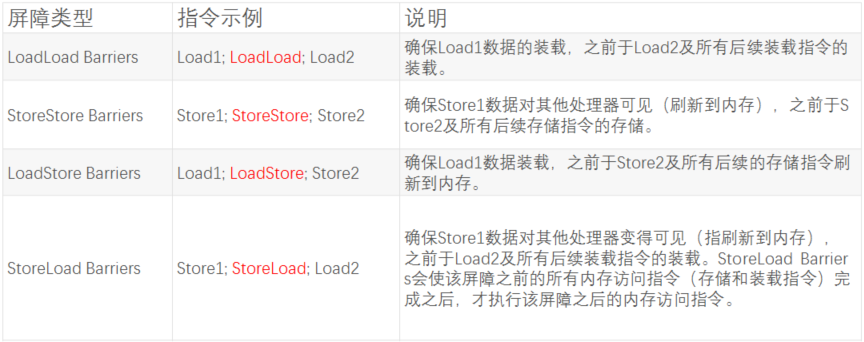 屏障类型 指令示例 说明
LoadLoad Barriers Load1; LoadLoad; Load2 确保Load1数据的装载，之前于Load2及所有后续装载指令的
装载。
StoreStore Barriers Store1; StoreStore; Store2 确保Store1数据对其他处理器可见（刷新到内存），之前于S
tore2及所有后续存储指令的存储。
LoadStore Barriers Load1; LoadStore; Store2 确保Load1数据装载，之前于Store2及所有后续的存储指令刷
新到内存。
StoreLoad Barriers Store1; StoreLoad; Load2 确保Store1数据对其他处理器变得可见（指刷新到内存），
之前于Load2及所有后续装载指令的装载。StoreLoad Barrier
s会使该屏障之前的所有内存访问指令（存储和装载指令）完
成之后，才执行该屏障之后的内存访问指令。